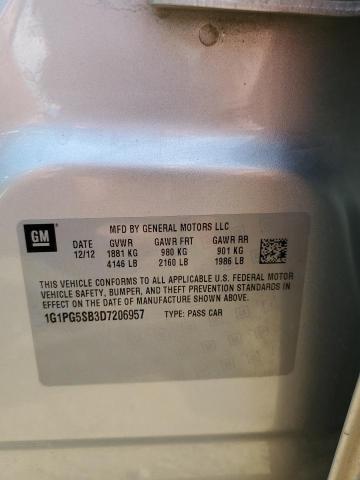 GM
MFD BY GENERAL MOTORS LLC
DATE GVWR GAWR FRT GAWR RR
12/12 1881 KG 980 KG 901 KG
4146 LB 2160 LB 1986 LB
THIS VEHICLE CONFORMS TO ALL APPLICABLE U.S. FEDERAL MOTOR
VEHICLE SAFETY, BUMPER, AND THEFT PREVENTION STANDARDS IN
EFFECT ON THE DATE OF MANUFACTURE SHOWN ABOVE.
1G1PG5SB3D7206957 TYPE: PASS CAR